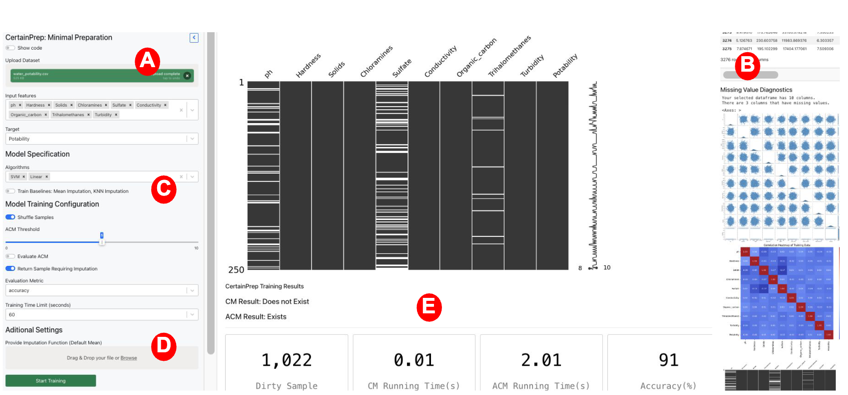 CertainPrep: Minimal Preparation
Show code
Upload Dataset
A
Input features
ph × Hardness × Solids × Chloramines × Sulfate × Conductivity ×
Organic_carbon × Trihalomethanes × Turbidity ×
Target
Potability
Model Specification
Algorithms
SVM × Linear ×
Train Baselines: Mean Imputation, KNN Imputation
C
Model Training Configuration
Shuffle Samples
ACM Threshold
0 10
Evaluate ACM
Return Sample Requiring Imputation
Evaluation Metric
accuracy
Training Time Limit (seconds)
60
Aditional Settings
Provide Imputation Function (Default Mean)
D
Drag & Drop your file or Browse
Start Training
ph Hardness Solids Chloramines Sulfate Conductivity Organic_carbon Trihalomethanes Turbidity Potability
1
250
8 10
CertainPrep Training Results
CM Result: Does not Exist
ACM Result: Exists
E
1,022 0.01 2.01 91
Dirty Sample CM Running Time(s) ACM Running Time(s) Accuracy(%)
B
Missing Value Diagnostics
Your selected dataframe has 10 columns.
There are 3 columns that have missing values.